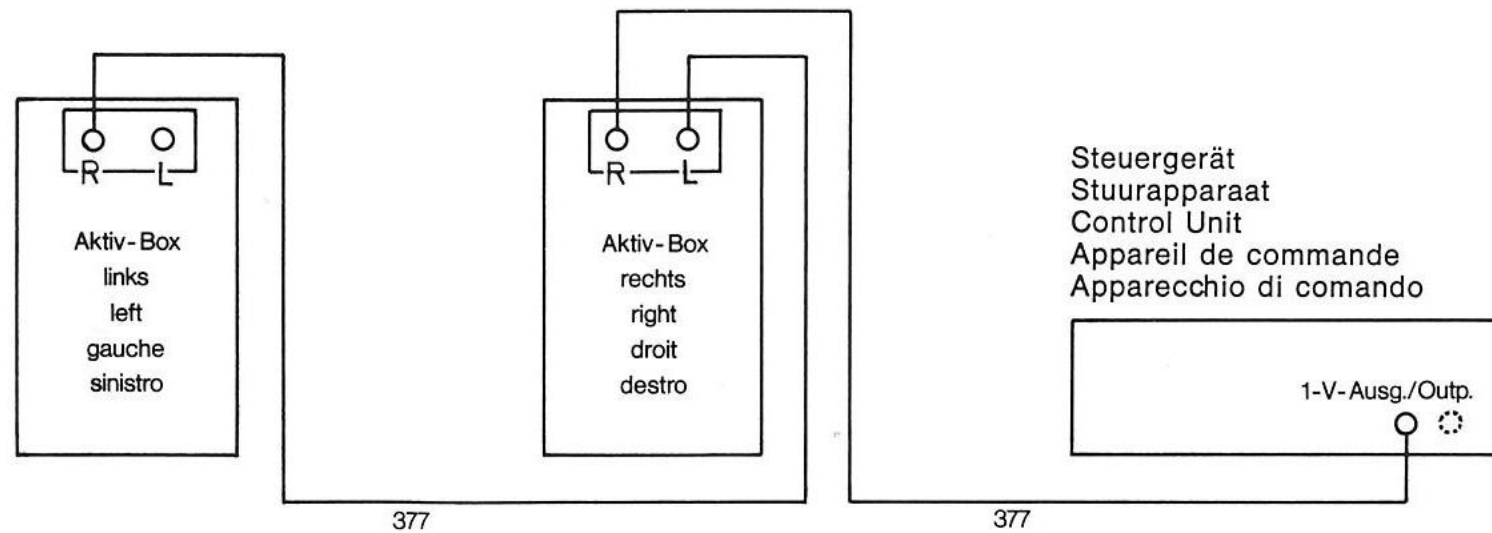 R L
Aktiv-Box
links
left
gauche
sinistro
R L
Aktiv-Box
rechts
right
droit
destro
Steuergerät
Stuurapparaat
Control Unit
Appareil de commande
Apparecchio di comando
1-V-Ausg./Outp.
377
377